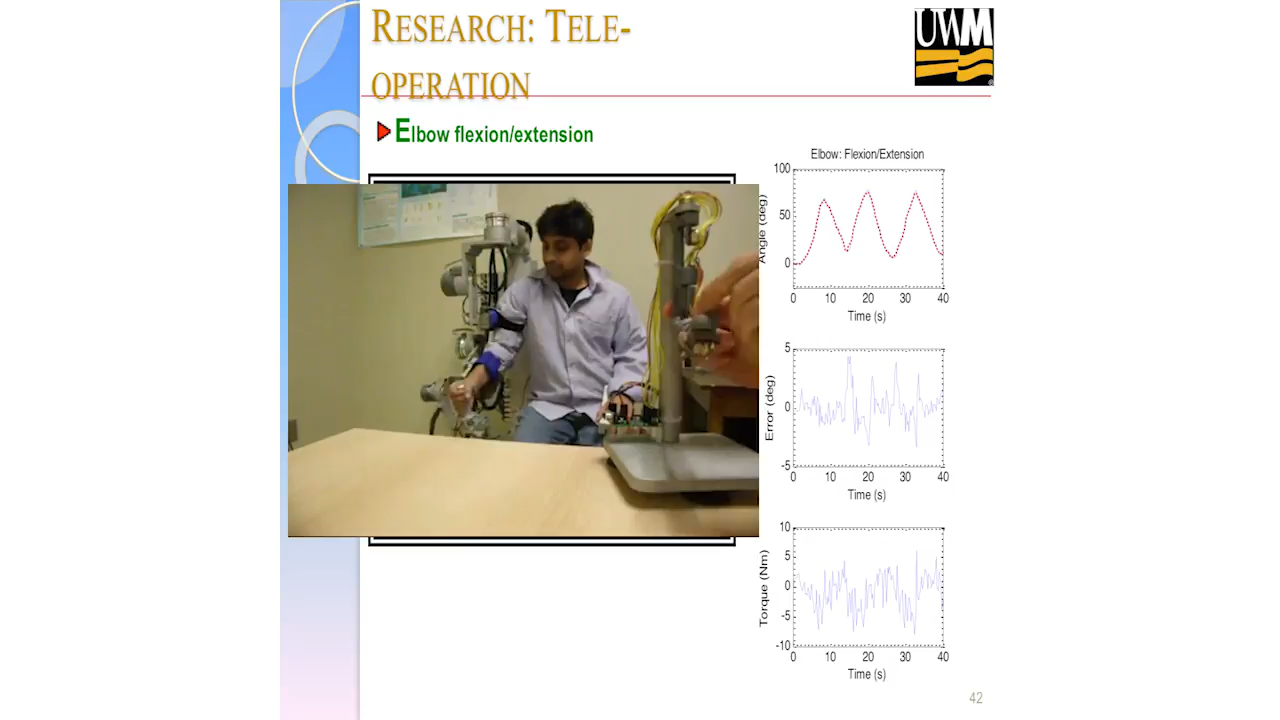 RESEARCH: TELE-
OPERATION
UWM
Elbow flexion/extension
Elbow: Flexion/Extension
100
50
0
Angle (deg)
0 10 20 30 40
Time (s)
5
0
-5
Error (deg)
0 10 20 30 40
Time (s)
10
5
0
-5
-10
Torque (Nm)
0 10 20 30 40
Time (s)
42